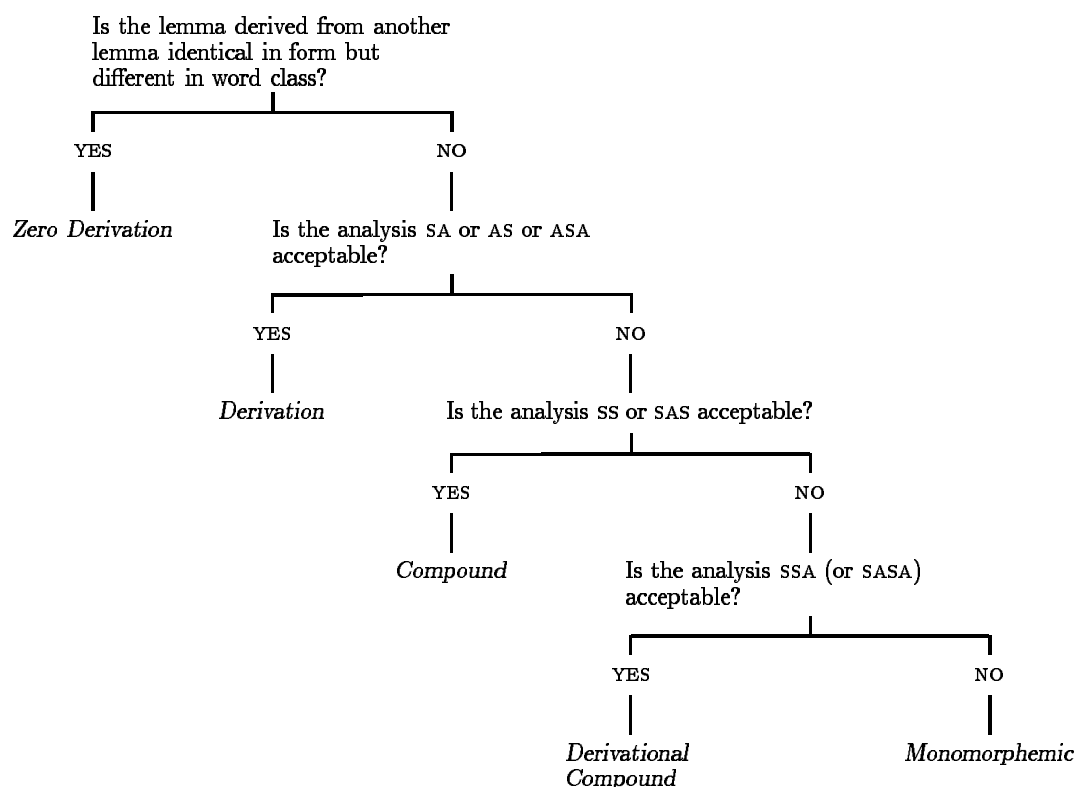 Is the lemma derived from another
lemma identical in form but
different in word class?
YES
NO
Zero Derivation
Is the analysis SA or AS or ASA
acceptable?
YES
NO
Derivation
Is the analysis SS or SAS acceptable?
YES
NO
Compound
Is the analysis SSA (or SASA)
acceptable?
YES
NO
Derivational
Compound
Monomorphemic